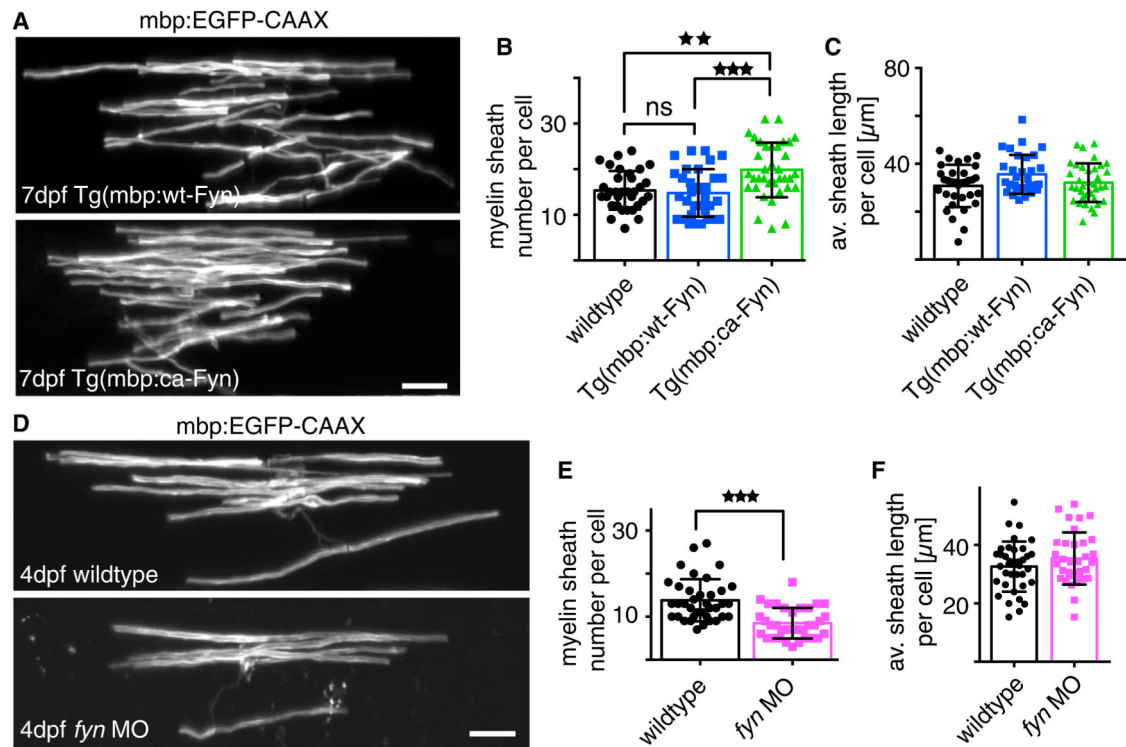 A
mbp:EGFP-CAAX
7dpf Tg(mbp:wt-Fyn)
7dpf Tg(mbp:ca-Fyn)
B
★★
★★★
ns
myelin sheath
number per cell
30
10
wildtype
Tg(mbp:wt-Fyn)
Tg(mbp:ca-Fyn)
C
av. sheath length
per cell [µm]
80
40
0
wildtype
Tg(mbp:wt-Fyn)
Tg(mbp:ca-Fyn)
D
mbp:EGFP-CAAX
4dpf wildtype
4dpf fyn MO
E
★★★
myelin sheath
number per cell
30
10
wildtype
fyn MO
F
av. sheath length
per cell [µm]
60
40
20
wildtype
fyn MO